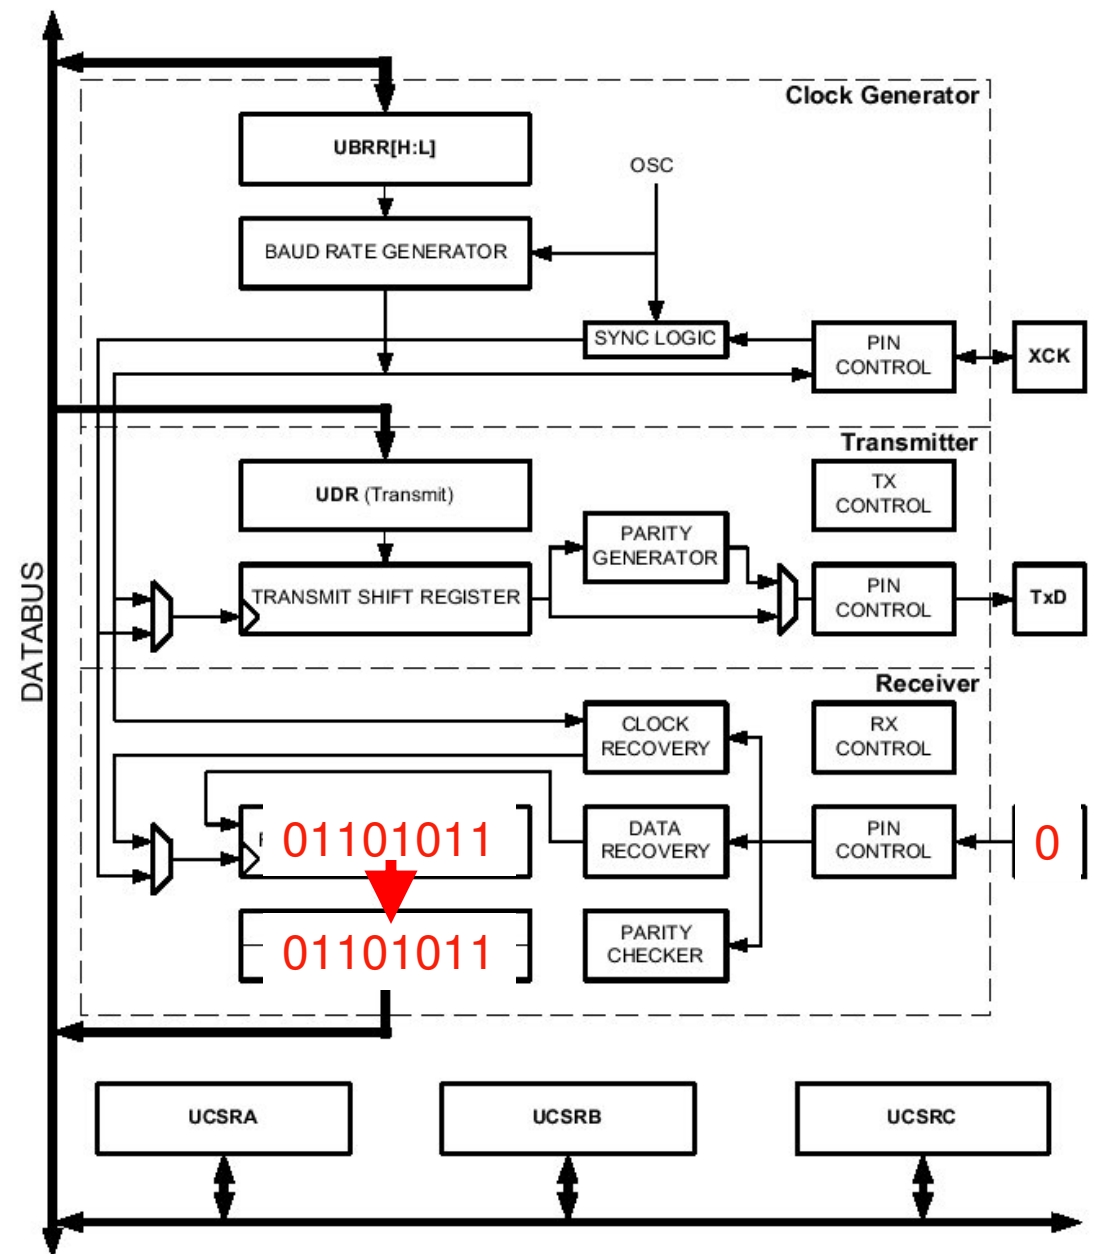 Clock Generator
UBRR[H:L]
OSC
BAUD RATE GENERATOR
SYNC LOGIC
PIN
CONTROL
XCK
Transmitter
TX
CONTROL
UDR (Transmit)
PARITY
GENERATOR
TRANSMIT SHIFT REGISTER
PIN
CONTROL
TxD
DATABUS
Receiver
CLOCK
RECOVERY
RX
CONTROL
01101011
DATA
RECOVERY
PIN
CONTROL
0
01101011
PARITY
CHECKER
UCSRA
UCSRB
UCSRC